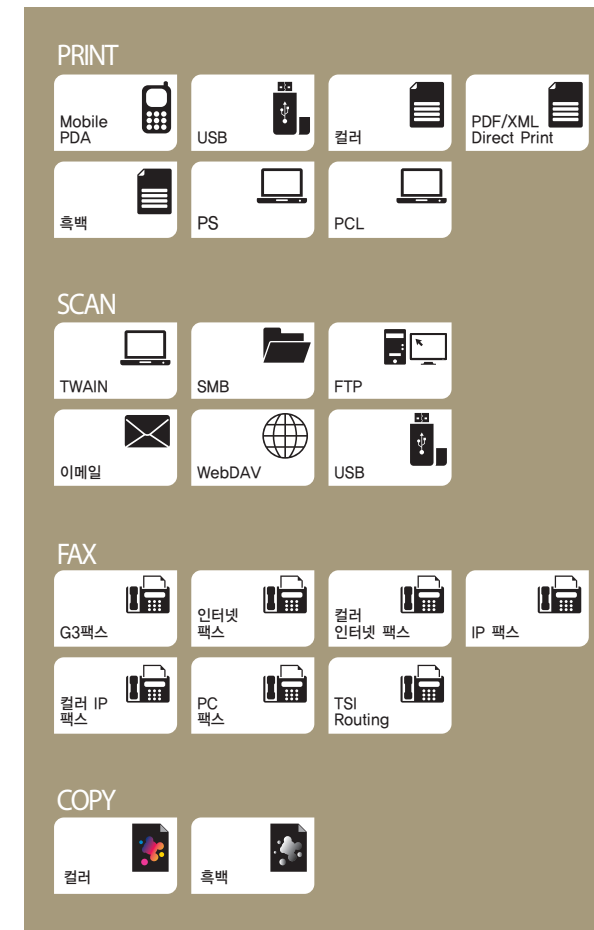 PRINT
Mobile
PDA
USB
컬러
PDF/XML
Direct Print
흑백
PS
PCL
SCAN
TWAIN
SMB
FTP
이메일
WebDAV
USB
FAX
G3팩스
인터넷
팩스
컬러
인터넷 팩스
IP 팩스
컬러 IP
팩스
PC
팩스
TSI
Routing
COPY
컬러
흑백